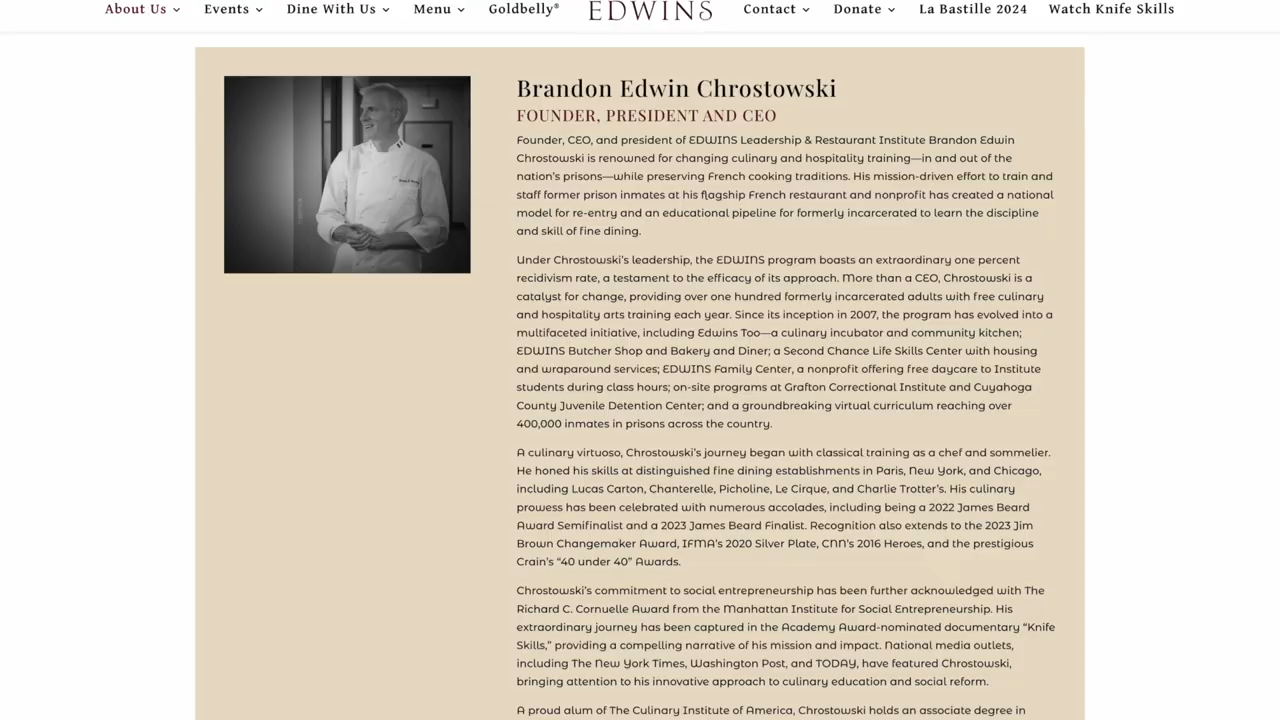 About Us
Events
Dine With Us
Menu
Goldbelly®
EDWINS
Contact
Donate
La Bastille 2024
Watch Knife Skills
Brandon Edwin Chrostowski
FOUNDER, PRESIDENT AND CEO
Founder, CEO, and president of EDWINS Leadership & Restaurant Institute Brandon Edwin
Chrostowski is renowned for changing culinary and hospitality training—in and out of the
nation's prisons—while preserving French cooking traditions. His mission-driven effort to train and
staff former prison inmates at his flagship French restaurant and nonprofit has created a national
model for re-entry and an educational pipeline for formerly incarcerated to learn the discipline
and skill of fine dining.
Under Chrostowski's leadership, the EDWINS program boasts an extraordinary one percent
recidivism rate, a testament to the efficacy of its approach. More than a CEO, Chrostowski is a
catalyst for change, providing over one hundred formerly incarcerated adults with free culinary
and hospitality arts training each year. Since its inception in 2007, the program has evolved into a
multifaceted initiative, including Edwins Too—a culinary incubator and community kitchen;
EDWINS Butcher Shop and Bakery and Diner; a Second Chance Life Skills Center with housing
and wraparound services; EDWINS Family Center, a nonprofit offering free daycare to Institute
students during class hours; on-site programs at Grafton Correctional Institute and Cuyahoga
County Juvenile Detention Center; and a groundbreaking virtual curriculum reaching over
400,000 inmates in prisons across the country.
A culinary virtuoso, Chrostowski's journey began with classical training as a chef and sommelier.
He honed his skills at distinguished fine dining establishments in Paris, New York, and Chicago,
including Lucas Carton, Chanterelle, Picholine, Le Cirque, and Charlie Trotter's. His culinary
prowess has been celebrated with numerous accolades, including being a 2022 James Beard
Award Semifinalist and a 2023 James Beard Finalist. Recognition also extends to the 2023 Jim
Brown Changemaker Award, IFMA's 2020 Silver Plate, CNN's 2016 Heroes, and the prestigious
Crain's "40 under 40" Awards.
Chrostowski's commitment to social entrepreneurship has been further acknowledged with The
Richard C. Cornuelle Award from the Manhattan Institute for Social Entrepreneurship. His
extraordinary journey has been captured in the Academy Award-nominated documentary "Knife
Skills," providing a compelling narrative of his mission and impact. National media outlets,
including The New York Times, Washington Post, and TODAY, have featured Chrostowski,
bringing attention to his innovative approach to culinary education and social reform.
A proud alum of The Culinary Institute of America, Chrostowski holds an associate degree in